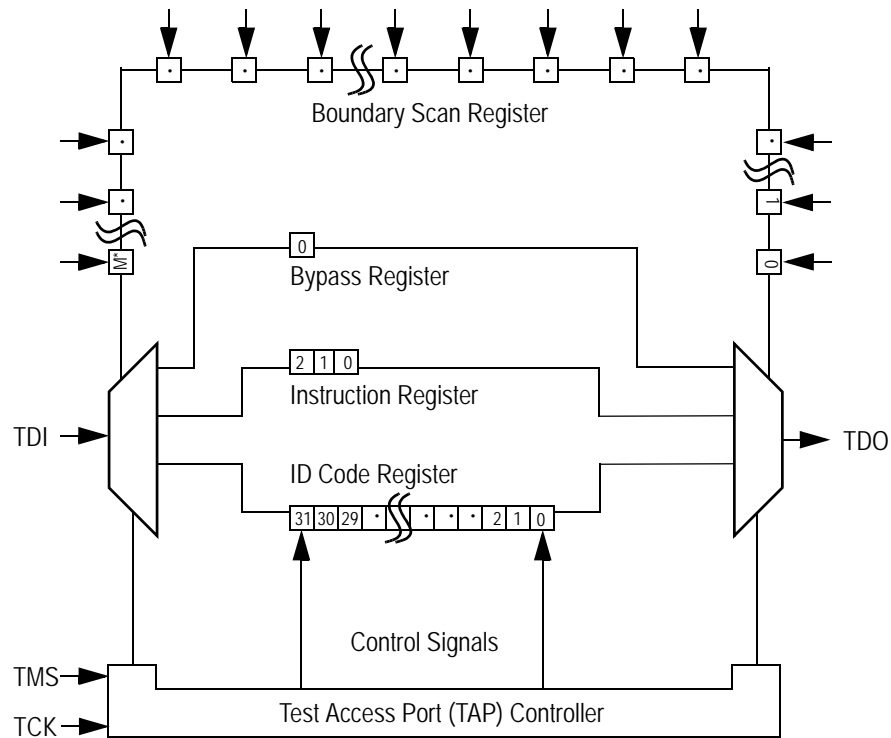 Boundary Scan Register
1
M*
0
0
Bypass Register
2 1 0
Instruction Register
TDI
TDO
ID Code Register
31 30 29 · · · · 2 1 0
Control Signals
TMS
Test Access Port (TAP) Controller
TCK